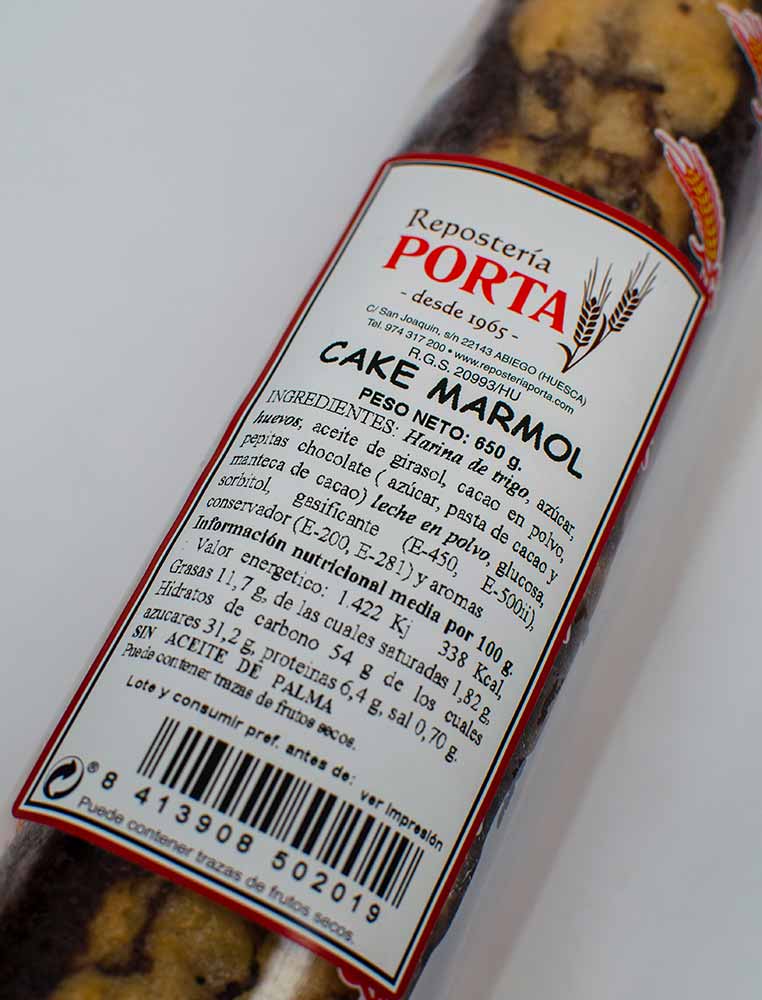 Repostería
PORTA
- desde 1965 -
C/ San Joaquin, s/n 22143 ABIEGO (HUESCA)
Tel. 974 317 200 • www.reposteriaporta.com
R.G.S. 20993/HU
CAKE MARMOL
PESO NETO: 650 g.
INGREDIENTES: Harina de trigo, azúcar,
huevos, aceite de girasol, cacao en polvo,
pepitas chocolate ( azúcar, pasta de cacao y
manteca de cacao) leche en polvo, glucosa,
sorbitol, gasificante (E-450, E-500ii),
conservador (E-200, E-281) y aromas
Información nutricional media por 100 g.
Valor energetico: 1.422 Kj 338 Kcal,
Grasas 11,7 g, de las cuales saturadas 1,82 g,
Hidratos de carbono 54 g de los cuales
azucares 31,2 g, proteinas 6,4 g, sal 0,70 g.
SIN ACEITE DE PALMA
Puede contener trazas de frutos secos.
Lote y consumir pref. antes de: ver Impresión
® 8 413908 502019
Puede contener trazas de frutos secos.